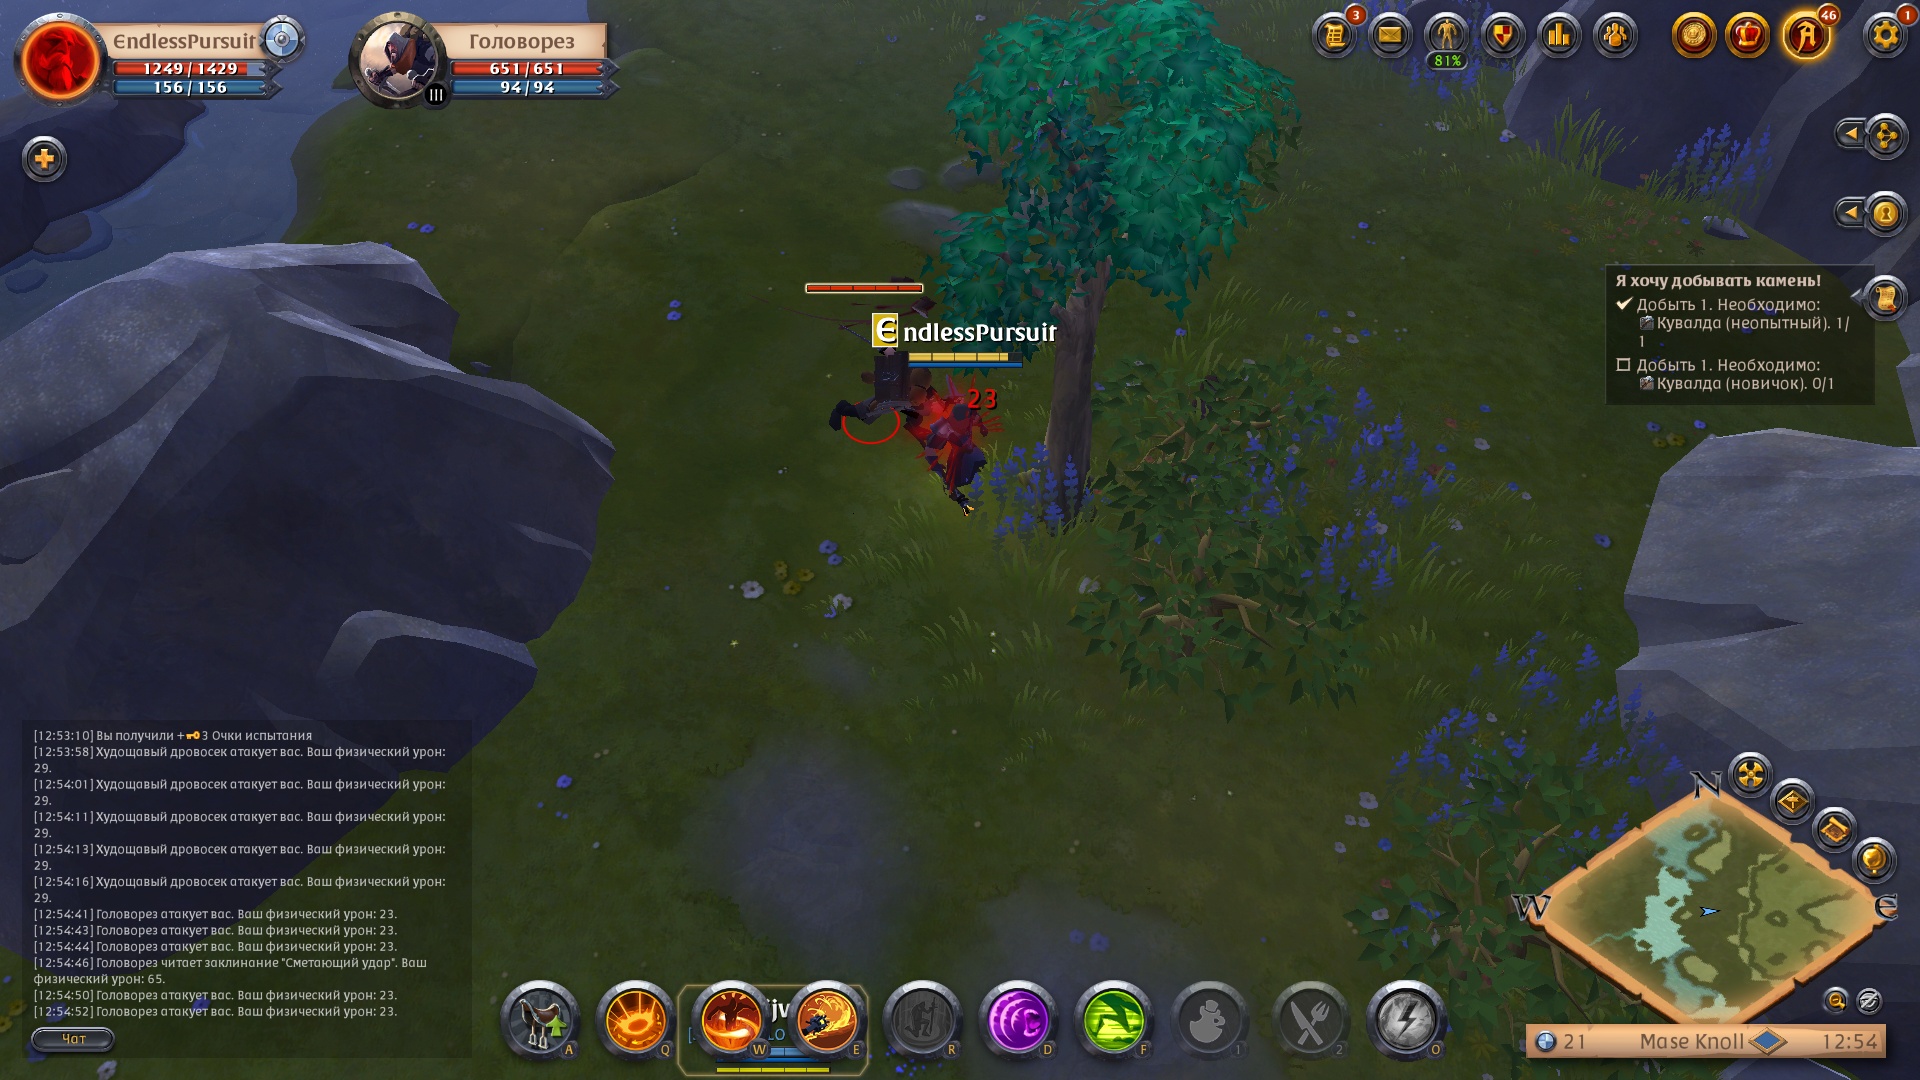 EndlessPursuit
1249 / 1429
156 / 156
Головорез
651 / 651
94 / 94
III
3
81%
46
1
Я хочу добывать камень!
Добыть 1. Необходимо:
Кувалда (неопытный). 1/
1
Добыть 1. Необходимо:
Кувалда (новичок). 0/1
EndlessPursuit
23
[12:53:10] Вы получили +3 Очки испытания
[12:53:58] Худощавый дровосек атакует вас. Ваш физический урон:
29.
[12:54:01] Худощавый дровосек атакует вас. Ваш физический урон:
29.
[12:54:11] Худощавый дровосек атакует вас. Ваш физический урон:
29.
[12:54:13] Худощавый дровосек атакует вас. Ваш физический урон:
29.
[12:54:16] Худощавый дровосек атакует вас. Ваш физический урон:
29.
[12:54:41] Головорез атакует вас. Ваш физический урон: 23.
[12:54:43] Головорез атакует вас. Ваш физический урон: 23.
[12:54:44] Головорез атакует вас. Ваш физический урон: 23.
[12:54:46] Головорез читает заклинание "Сметающий удар". Ваш
физический урон: 65.
[12:54:50] Головорез атакует вас. Ваш физический урон: 23.
[12:54:52] Головорез атакует вас. Ваш физический урон: 23.
Чат
A
Q
W
E
R
D
F
1
2
O
N
W
E
21
Mase Knoll
12:54